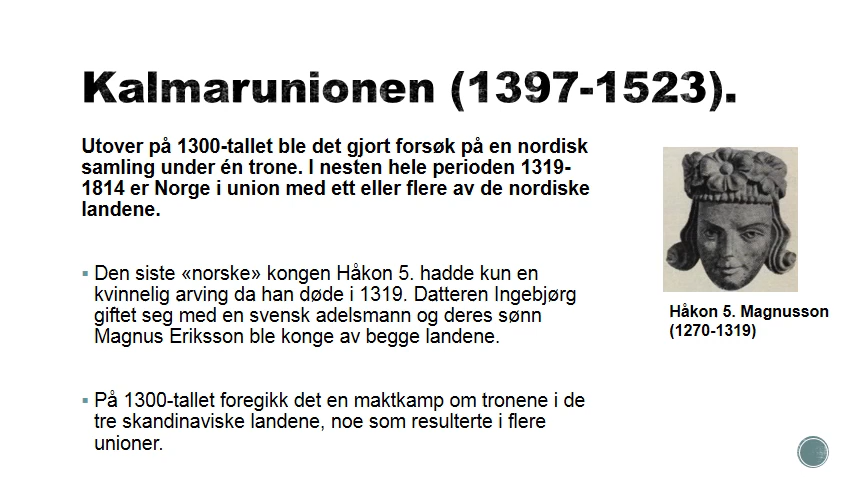 Kalmarunionen (1397-1523).
Utover på 1300-tallet ble det gjort forsøk på en nordisk
samling under én trone. I nesten hele perioden 1319-
1814 er Norge i union med ett eller flere av de nordiske
landene.
▪ Den siste «norske» kongen Håkon 5. hadde kun en
kvinnelig arving da han døde i 1319. Datteren Ingebjørg
giftet seg med en svensk adelsmann og deres sønn
Magnus Eriksson ble konge av begge landene.
▪ På 1300-tallet foregikk det en maktkamp om tronene i de
tre skandinaviske landene, noe som resulterte i flere
unioner.
Håkon 5. Magnusson
(1270-1319)